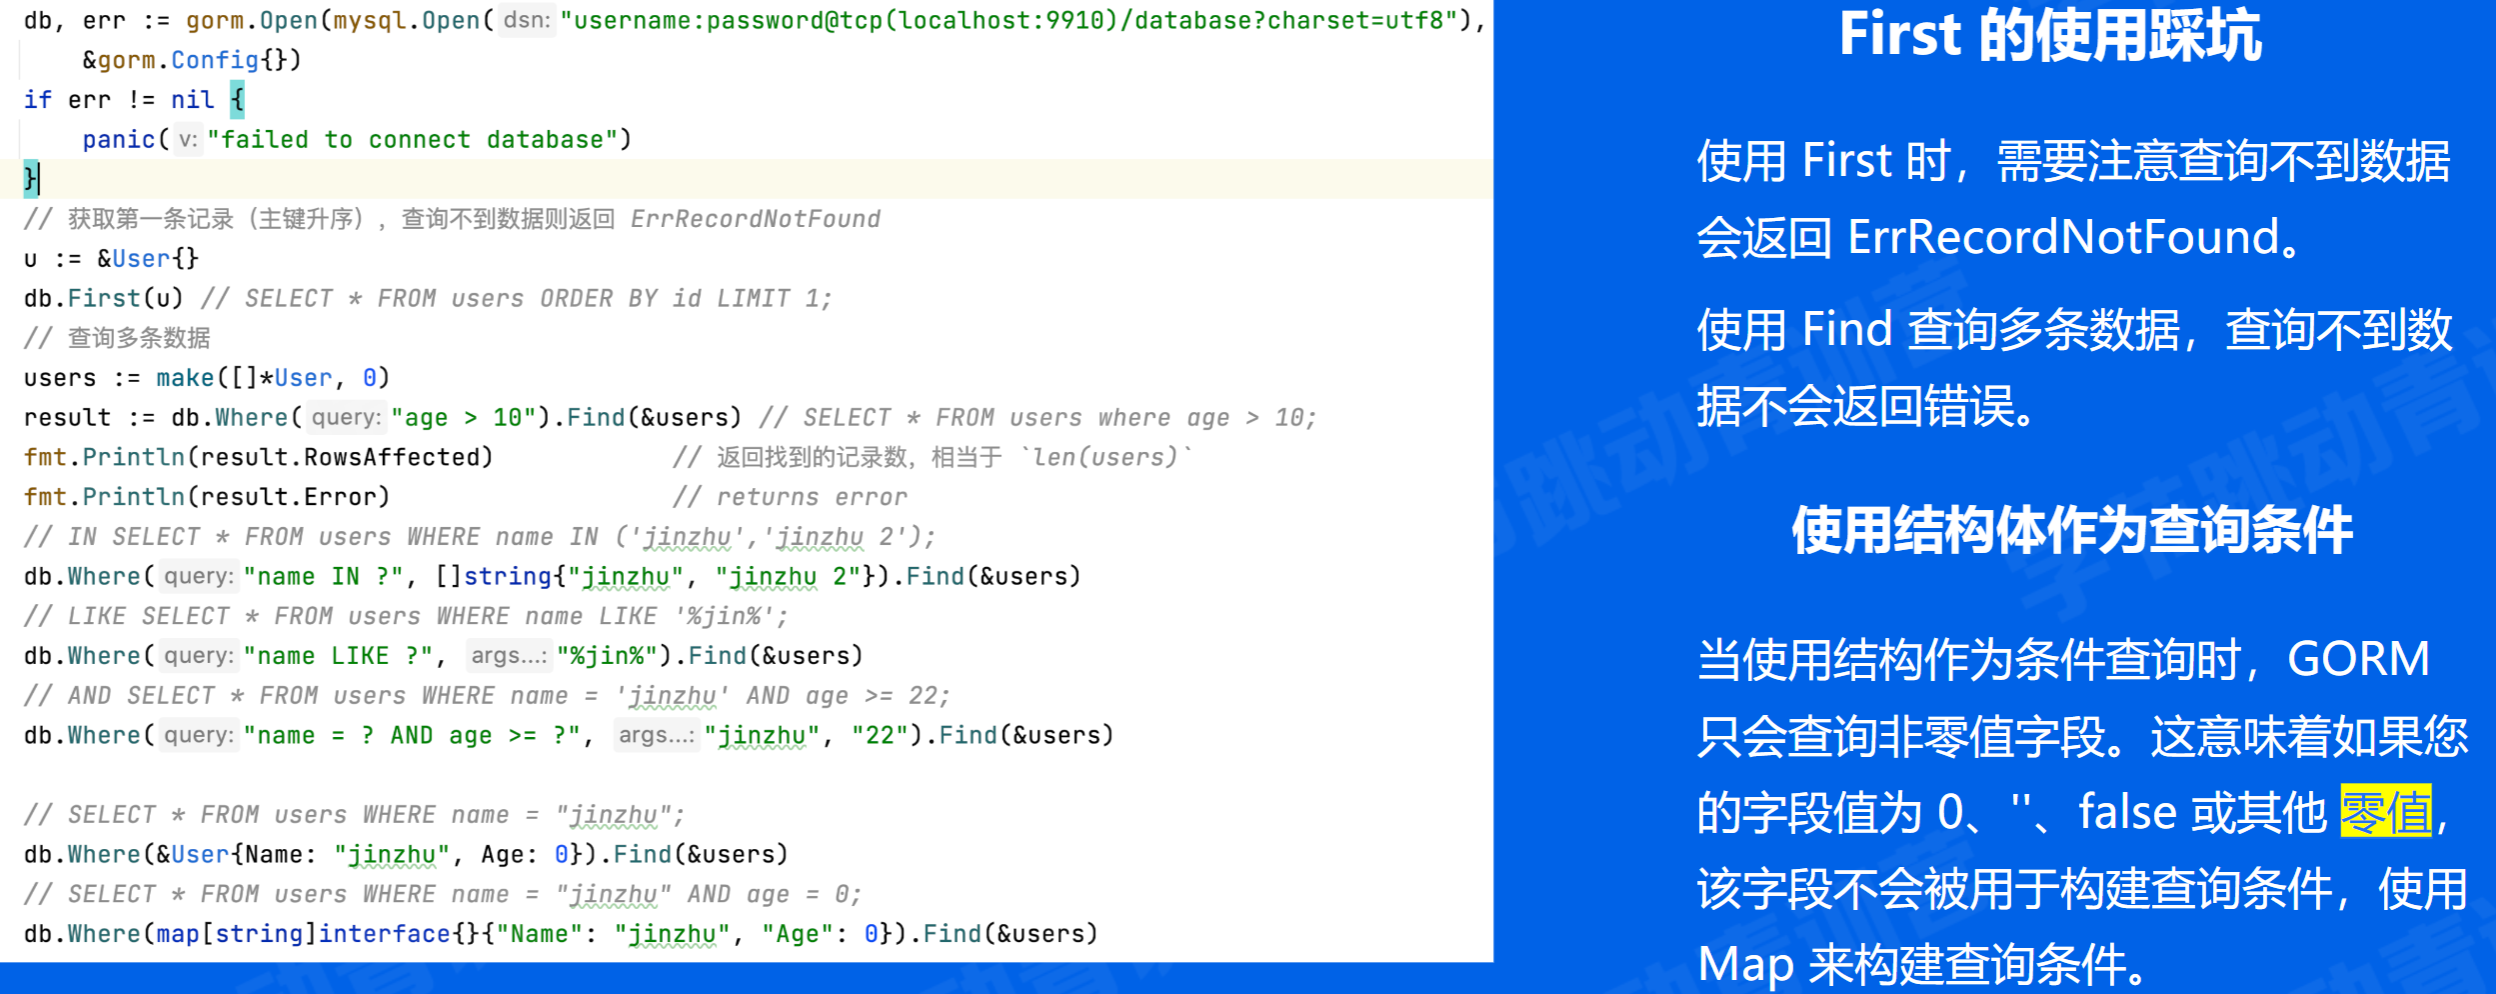 db, err := gorm.Open(mysql.Open( dsn: "username:password@tcp(localhost:9910)/database?charset=utf8"),
    &gorm.Config{})
if err != nil {
    panic( v: "failed to connect database")
}
// 获取第一条记录（主键升序），查询不到数据则返回 ErrRecordNotFound
u := &User{}
db.First(u) // SELECT * FROM users ORDER BY id LIMIT 1;
// 查询多条数据
users := make([]*User, 0)
result := db.Where( query: "age > 10").Find(&users) // SELECT * FROM users where age > 10;
fmt.Println(result.RowsAffected)            // 返回找到的记录数，相当于 `len(users)`
fmt.Println(result.Error)                   // returns error
// IN SELECT * FROM users WHERE name IN ('jinzhu','jinzhu 2');
db.Where( query: "name IN ?", []string{"jinzhu", "jinzhu 2"}).Find(&users)
// LIKE SELECT * FROM users WHERE name LIKE '%jin%';
db.Where( query: "name LIKE ?", args...: "%jin%").Find(&users)
// AND SELECT * FROM users WHERE name = 'jinzhu' AND age >= 22;
db.Where( query: "name = ? AND age >= ?", args...: "jinzhu", "22").Find(&users)
// SELECT * FROM users WHERE name = "jinzhu";
db.Where(&User{Name: "jinzhu", Age: 0}).Find(&users)
// SELECT * FROM users WHERE name = "jinzhu" AND age = 0;
db.Where(map[string]interface{}{"Name": "jinzhu", "Age": 0}).Find(&users)
First 的使用踩坑
使用 First 时，需要注意查询不到数据
会返回 ErrRecordNotFound。
使用 Find 查询多条数据，查询不到数
据不会返回错误。
使用结构体作为查询条件
当使用结构作为条件查询时，GORM
只会查询非零值字段。这意味着如果您
的字段值为 0、''、false 或其他 零值，
该字段不会被用于构建查询条件，使用
Map 来构建查询条件。